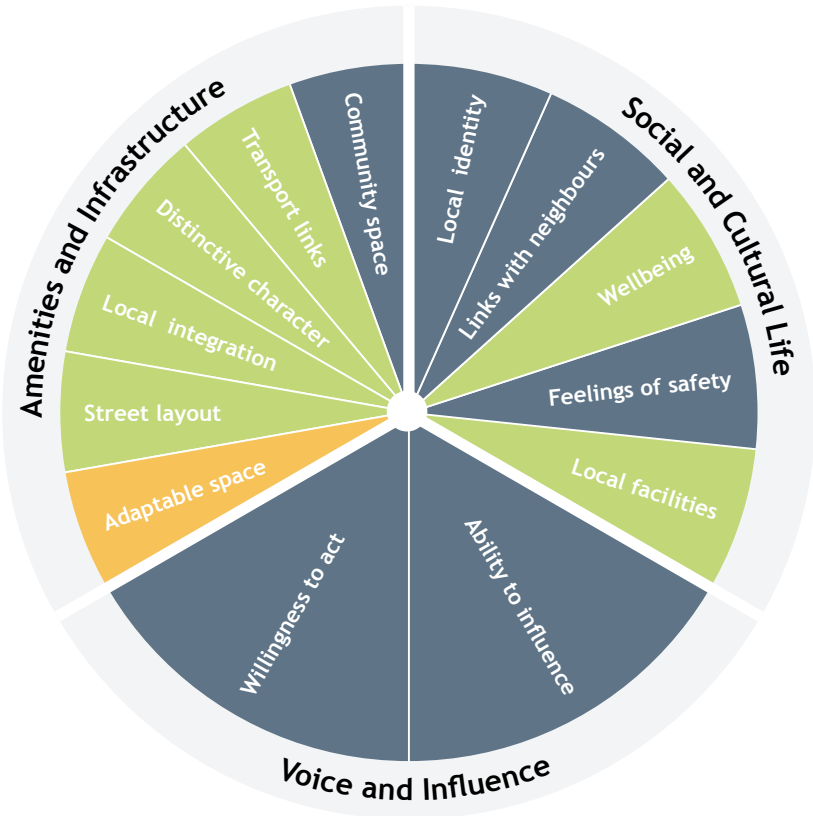 Amenities and Infrastructure
Community space
Transport links
Distinctive character
Local integration
Street layout
Adaptable space
Social and Cultural Life
Local identity
Links with neighbours
Wellbeing
Feelings of safety
Local facilities
Voice and Influence
Willingness to act
Ability to influence